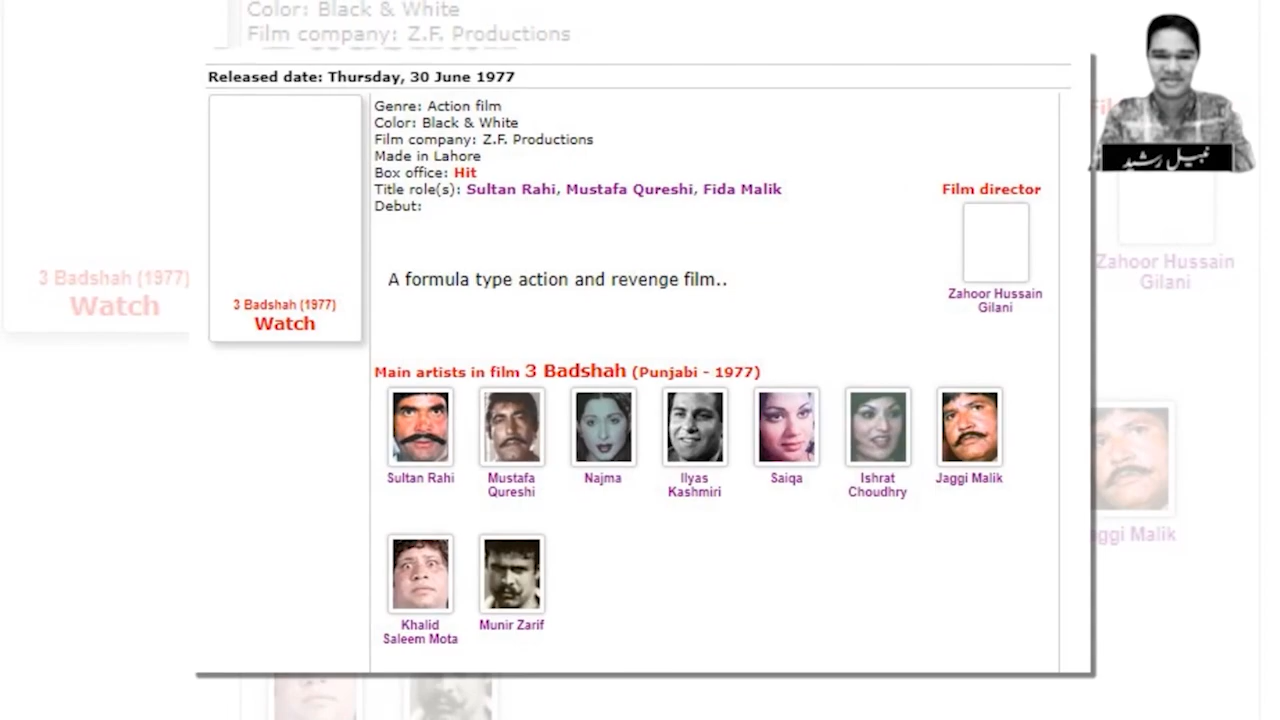 Color: Black & White
Film company: Z.F. Productions
Released date: Thursday, 30 June 1977
Genre: Action film
Color: Black & White
Film company: Z.F. Productions
Made in Lahore
Box office: Hit
Title role(s): Sultan Rahi, Mustafa Qureshi, Fida Malik
Debut:
A formula type action and revenge film..
3 Badshah (1977)
Watch
Film director
Zahoor Hussain
Gilani
نبیل رشید
3 Badshah (1977)
Watch
Zahoor Hussain
Gilani
Main artists in film 3 Badshah (Punjabi - 1977)
Sultan Rahi
Mustafa
Qureshi
Najma
Ilyas
Kashmiri
Saiqa
Ishrat
Choudhry
Jaggi Malik
Khalid
Saleem Mota
Munir Zarif
ggi Malik